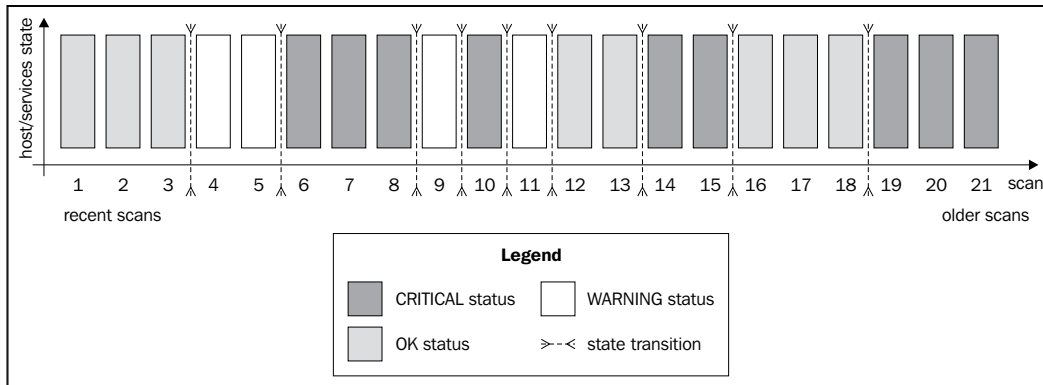 host/services state
1 2 3 4 5 6 7 8 9 10 11 12 13 14 15 16 17 18 19 20 21 scan
recent scans older scans
Legend
CRITICAL status WARNING status
OK status state transition